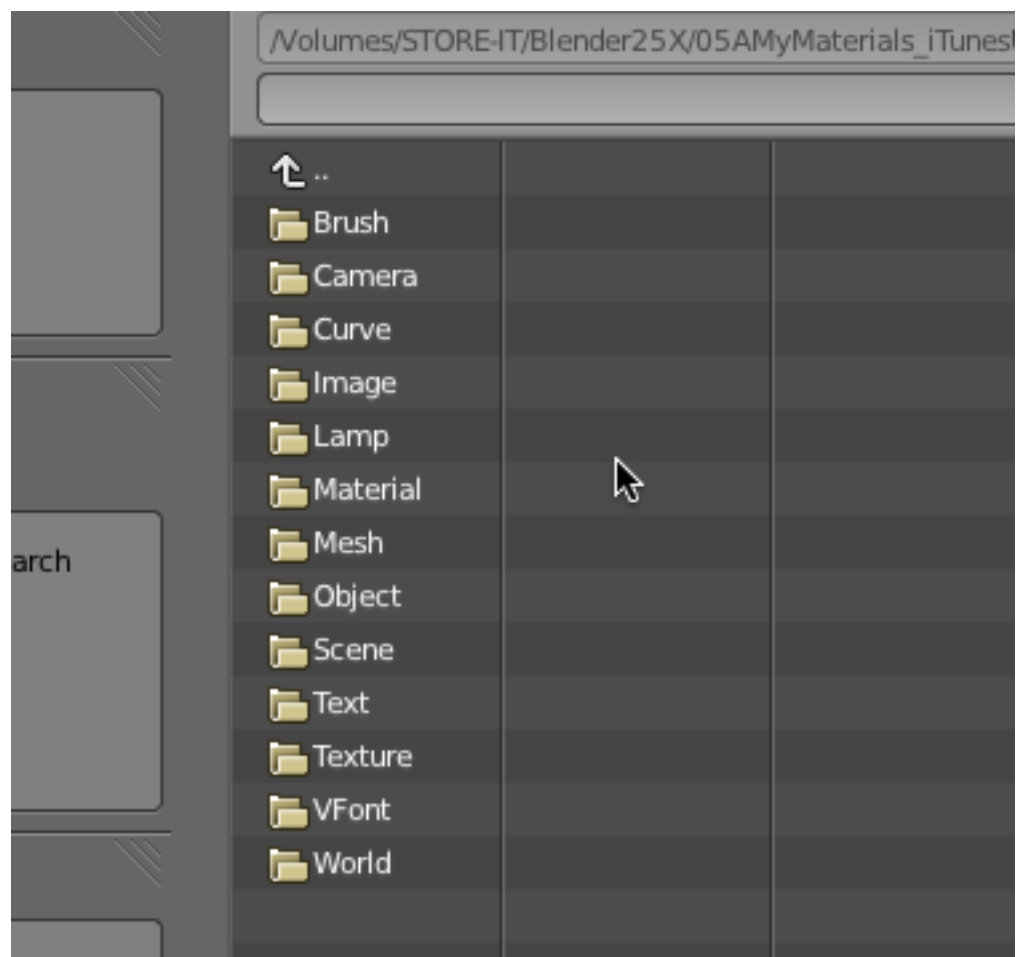 /Volumes/STORE-IT/Blender25X/05AMyMaterials_iTunes
..
Brush
Camera
Curve
Image
Lamp
Material
Mesh
arch
Object
Scene
Text
Texture
VFont
World